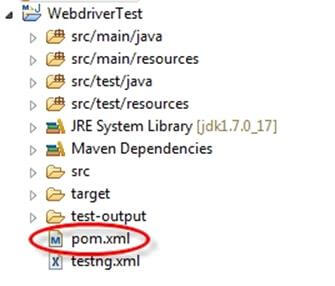 WebdriverTest
src/main/java
src/main/resources
src/test/java
src/test/resources
JRE System Library [jdk1.7.0_17]
Maven Dependencies
src
target
test-output
pom.xml
testng.xml